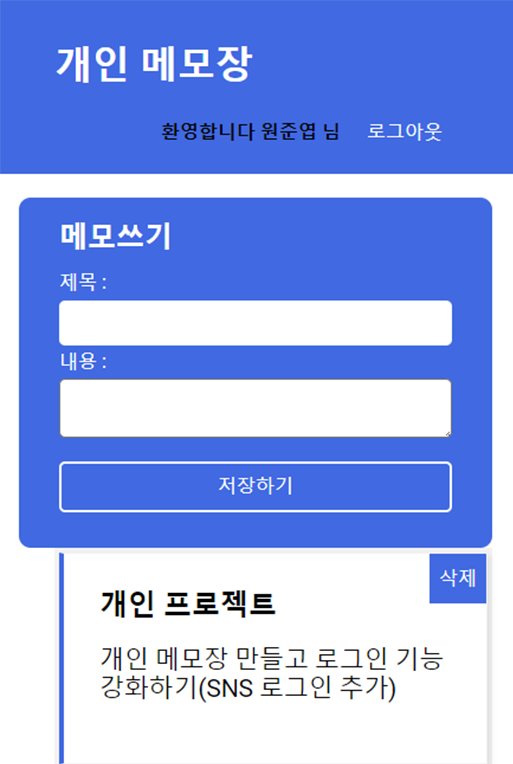 개인 메모장
환영합니다 원준엽 님 로그아웃
메모쓰기
제목 :
내용 :
저장하기
삭제
개인 프로젝트
개인 메모장 만들고 로그인 기능
강화하기(SNS 로그인 추가)